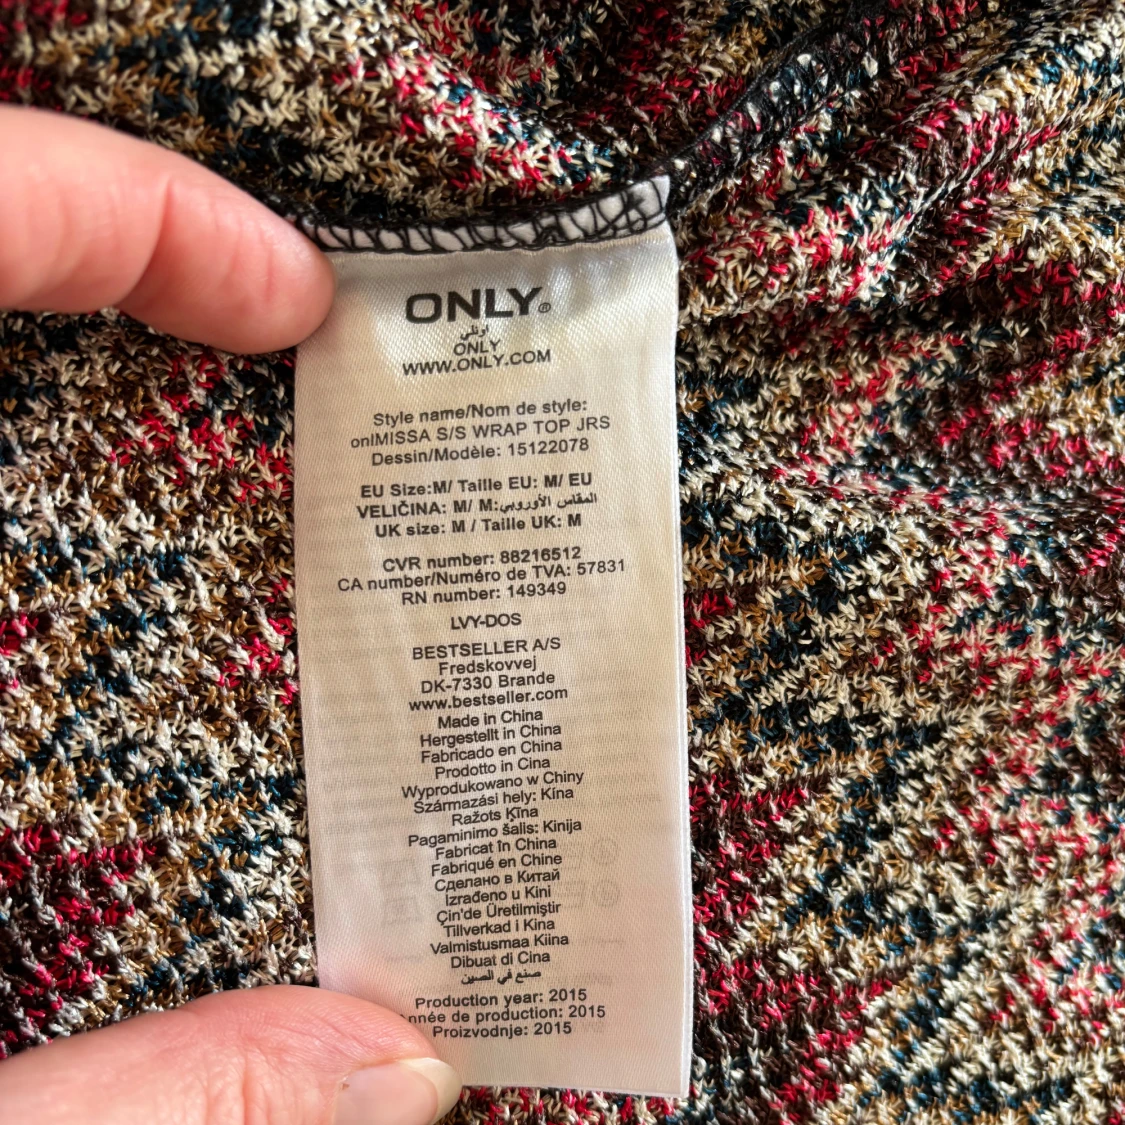 ONLY®
اونلي
ONLY
WWW.ONLY.COM
Style name/Nom de style:
onlMISSA S/S WRAP TOP JRS
Dessin/Modèle: 15122078
EU Size:M/ Taille EU: M/ EU
VELIČINA: M/ M:المقاس الأوروبي
UK size: M / Taille UK: M
CVR number: 88216512
CA number/Numéro de TVA: 57831
RN number: 149349
LVY-DOS
BESTSELLER A/S
Fredskovvej
DK-7330 Brande
www.bestseller.com
Made in China
Hergestellt in China
Fabricado en China
Prodotto in Cina
Wyprodukowano w Chiny
Származási hely: Kína
Ražots Ķīna
Pagaminimo šalis: Kinija
Fabricat în China
Fabriqué en Chine
Сделано в Китай
Izrađeno u Kini
Çin'de Üretilmiştir
Tillverkad i Kina
Valmistusmaa Kiina
Dibuat di Cina
صنع في الصين
Production year: 2015
nnée de production: 2015
Proizvodnje: 2015